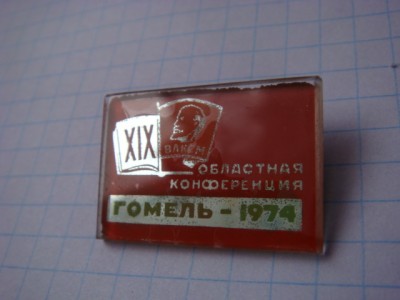 XIX
ВЛКСМ
ОБЛАСТНАЯ
КОНФЕРЕНЦИЯ
ГОМЕЛЬ - 1974